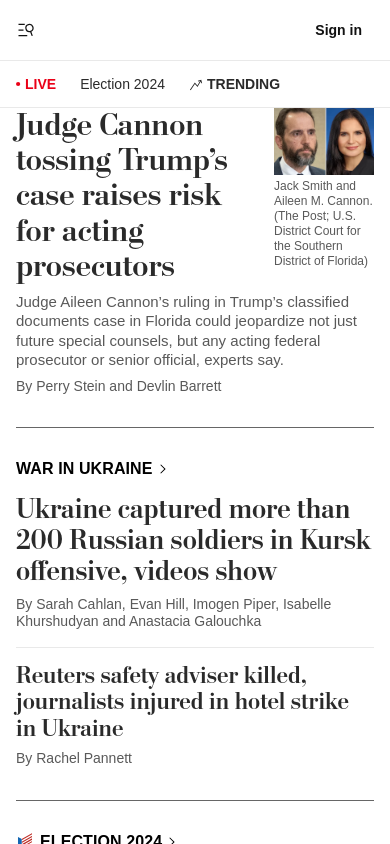 Sign in
LIVE
Election 2024
TRENDING
Judge Cannon
tossing Trump’s
case raises risk
for acting
prosecutors
Jack Smith and
Aileen M. Cannon.
(The Post; U.S.
District Court for
the Southern
District of Florida)
Judge Aileen Cannon’s ruling in Trump’s classified
documents case in Florida could jeopardize not just
future special counsels, but any acting federal
prosecutor or senior official, experts say.
By Perry Stein and Devlin Barrett
WAR IN UKRAINE
Ukraine captured more than
200 Russian soldiers in Kursk
offensive, videos show
By Sarah Cahlan, Evan Hill, Imogen Piper, Isabelle
Khurshudyan and Anastacia Galouchka
Reuters safety adviser killed,
journalists injured in hotel strike
in Ukraine
By Rachel Pannett
ELECTION 2024